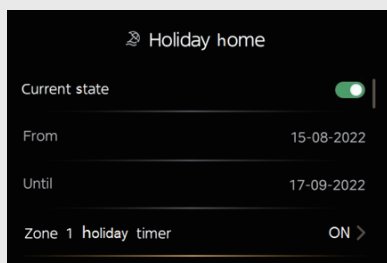 Holiday home
Current state
From 15-08-2022
Until 17-09-2022
Zone 1 holiday timer ON